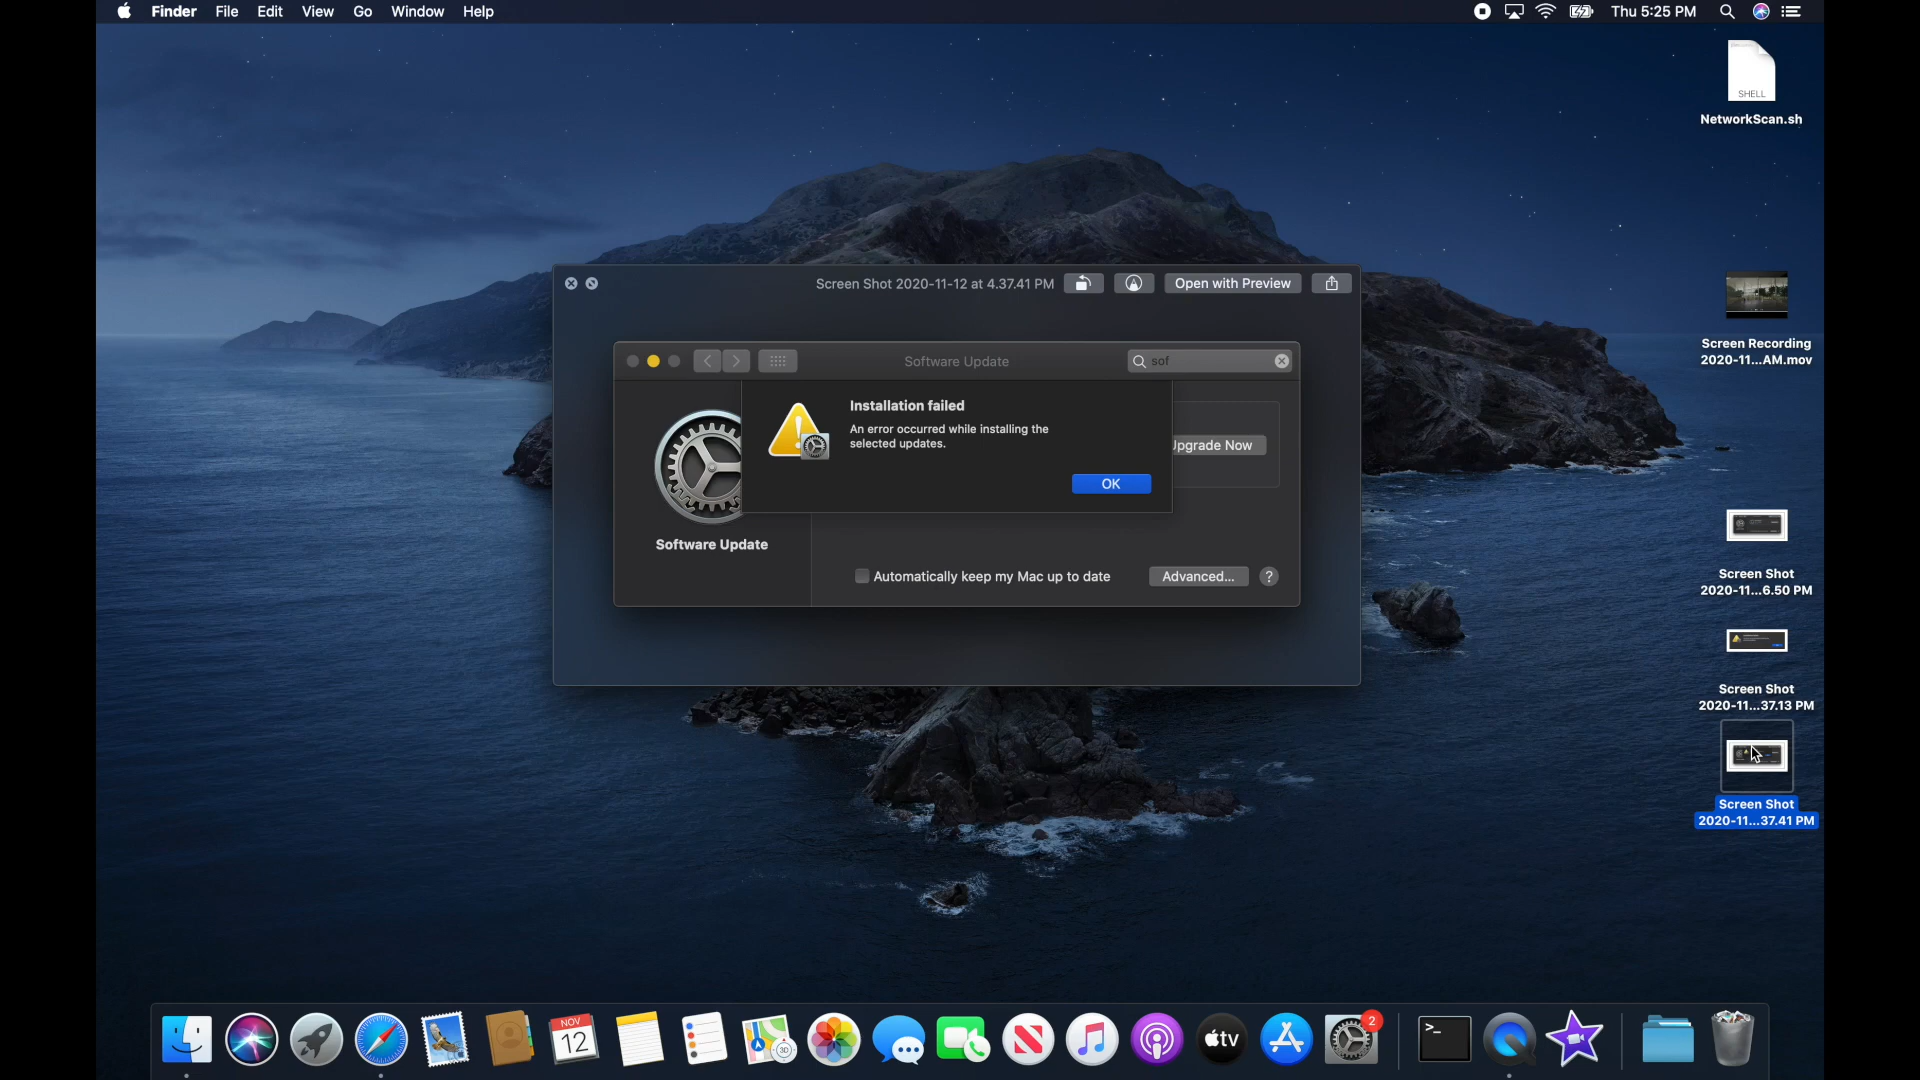 Finder File Edit View Go Window Help
Thu 5:25 PM
SHELL
NetworkScan.sh
Screen Shot 2020-11-12 at 4.37.41 PM
Open with Preview
Software Update
sof
Installation failed
An error occurred while installing the
selected updates.
OK
Upgrade Now
Software Update
Automatically keep my Mac up to date
Advanced...
?
Screen Recording
2020-11...AM.mov
Screen Shot
2020-11...6.50 PM
Screen Shot
2020-11...37.13 PM
Screen Shot
2020-11...37.41 PM
NOV
12
3D
tv
2
>_